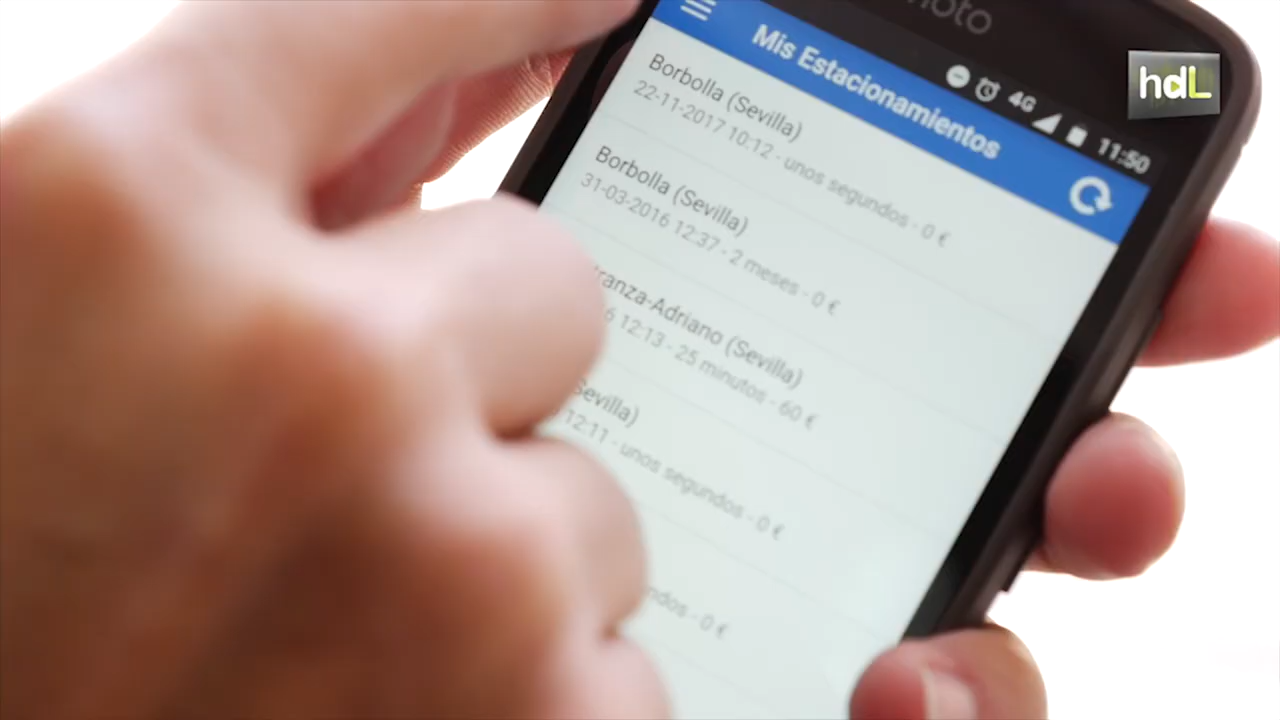 moto
hdL
4G 11:50
Mis Estacionamientos
Borbolla (Sevilla)
22-11-2017 10:12 - unos segundos - 0 €
Borbolla (Sevilla)
31-03-2016 12:37 - 2 meses - 0 €
tranza-Adriano (Sevilla)
6 12:13 - 25 minutos - 60 €
Sevilla)
12:11 - unos segundos - 0 €
ndos - 0 €